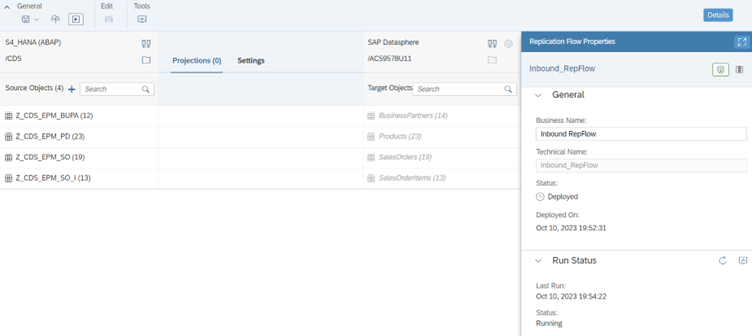 General
Edit
Tools
Details
S4_HANA (ABAP)
/CDS
Projections (0)
Settings
SAP Datasphere
/AC59578U11
Source Objects (4)
Search
Target Objects
Search
Z_CDS_EPM_BUPA (12)
BusinessPartners (14)
Z_CDS_EPM_PD (23)
Products (23)
Z_CDS_EPM_SO (19)
SalesOrders (19)
Z_CDS_EPM_SO_I (13)
SalesOrderItems (13)
Replication Flow Properties
Inbound_RepFlow
General
Business Name:
Inbound RepFlow
Technical Name:
Inbound_RepFlow
Status:
Deployed
Deployed On:
Oct 10, 2023 19:52:31
Run Status
Last Run:
Oct 10, 2023 19:54:22
Status:
Running